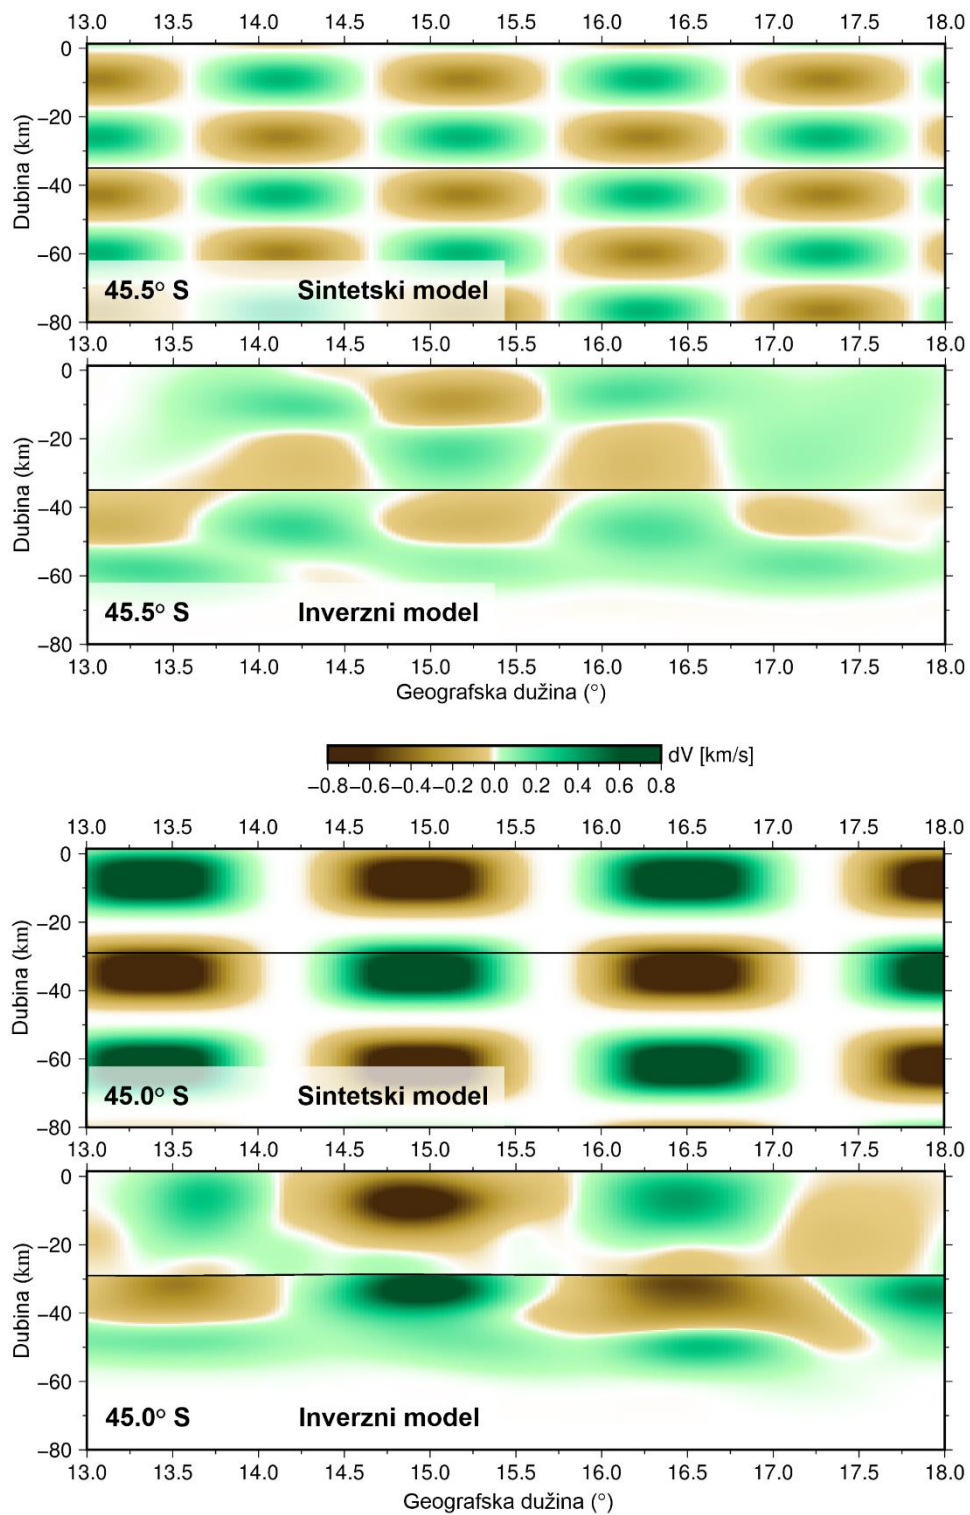 13.0 13.5 14.0 14.5 15.0 15.5 16.0 16.5 17.0 17.5 18.0
0
−20
−40
−60
−80
Dubina (km)
45.5° S Sintetski model
13.0 13.5 14.0 14.5 15.0 15.5 16.0 16.5 17.0 17.5 18.0
0
−20
−40
−60
−80
Dubina (km)
45.5° S Inverzni model
13.0 13.5 14.0 14.5 15.0 15.5 16.0 16.5 17.0 17.5 18.0
Geografska dužina (°)
dV [km/s]
−0.8 −0.6 −0.4 −0.2 0.0 0.2 0.4 0.6 0.8
13.0 13.5 14.0 14.5 15.0 15.5 16.0 16.5 17.0 17.5 18.0
0
−20
−40
−60
−80
Dubina (km)
45.0° S Sintetski model
13.0 13.5 14.0 14.5 15.0 15.5 16.0 16.5 17.0 17.5 18.0
0
−20
−40
−60
−80
Dubina (km)
45.0° S Inverzni model
13.0 13.5 14.0 14.5 15.0 15.5 16.0 16.5 17.0 17.5 18.0
Geografska dužina (°)